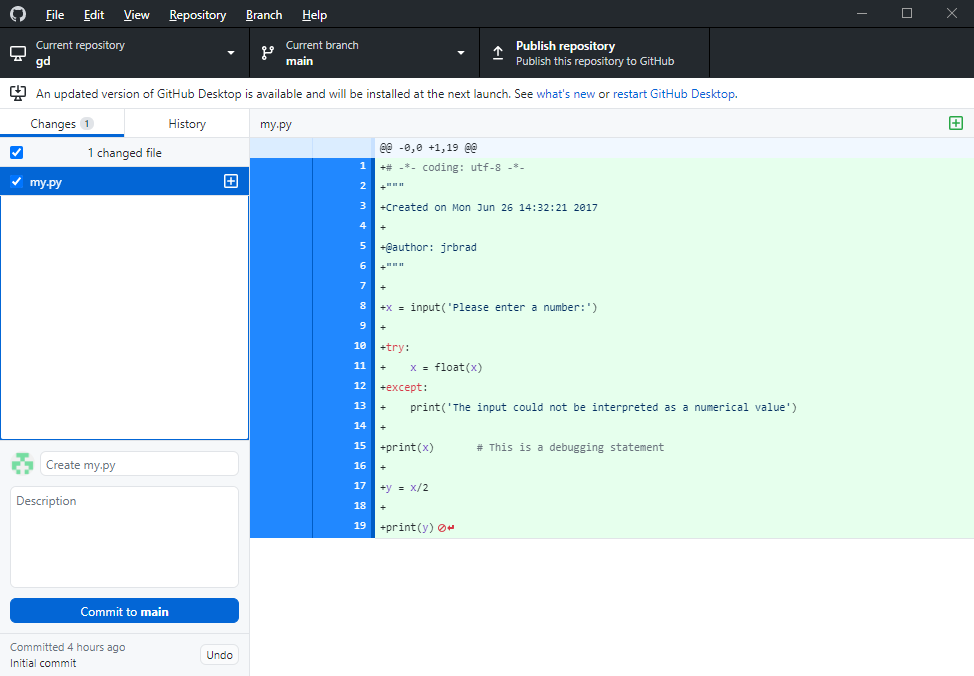 File Edit View Repository Branch Help
Current repository
gd
Current branch
main
Publish repository
Publish this repository to GitHub
An updated version of GitHub Desktop is available and will be installed at the next launch. See what's new or restart GitHub Desktop.
Changes 1 History
my.py
1 changed file
my.py
@@ -0,0 +1,19 @@
1 +# -*- coding: utf-8 -*-
2 +"""
3 +Created on Mon Jun 26 14:32:21 2017
4 +
5 +@author: jrbrad
6 +"""
7 +
8 +x = input('Please enter a number:')
9 +
10 +try:
11 +    x = float(x)
12 +except:
13 +    print('The input could not be interpreted as a numerical value')
14 +
15 +print(x)       # This is a debugging statement
16 +
17 +y = x/2
18 +
19 +print(y)
Create my.py
Description
Commit to main
Committed 4 hours ago
Initial commit
Undo